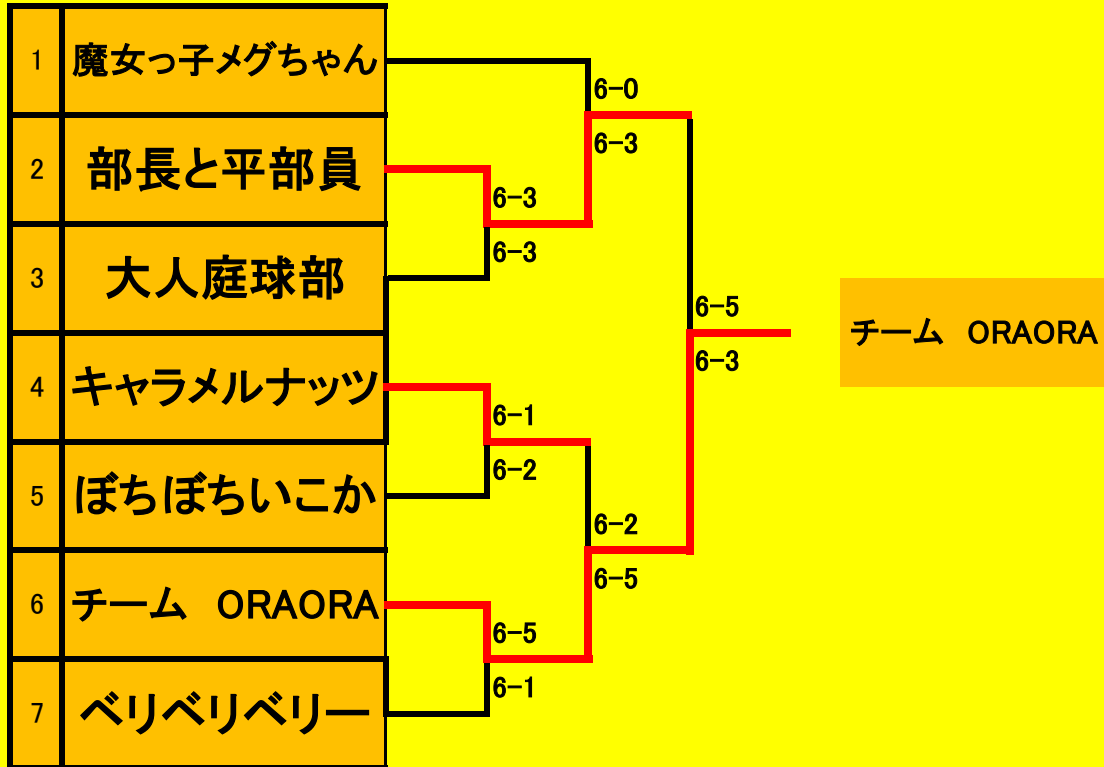 1 魔女っ子メグちゃん
2 部長と平部員
3 大人庭球部
4 キャラメルナッツ
5 ぼちぼちいこか
6 チーム　ORAORA
7 ベリベリベリー
6-3
6-3
6-1
6-2
6-5
6-1
6-0
6-3
6-2
6-5
6-5
6-3
チーム　ORAORA